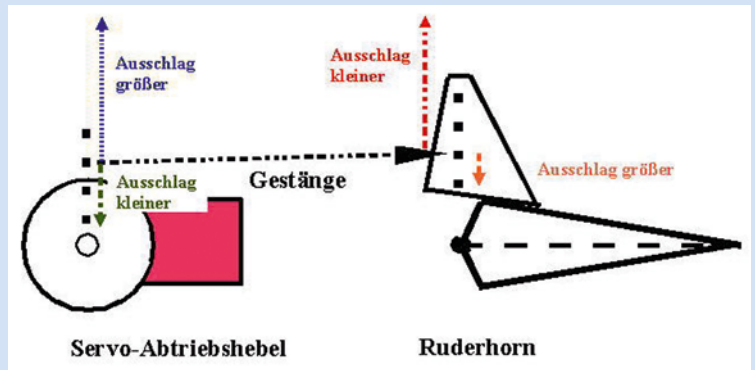 Ausschlag
größer
Ausschlag
kleiner
Ausschlag
kleiner
Gestänge
Ausschlag größer
Servo-Abtriebshebel
Ruderhorn